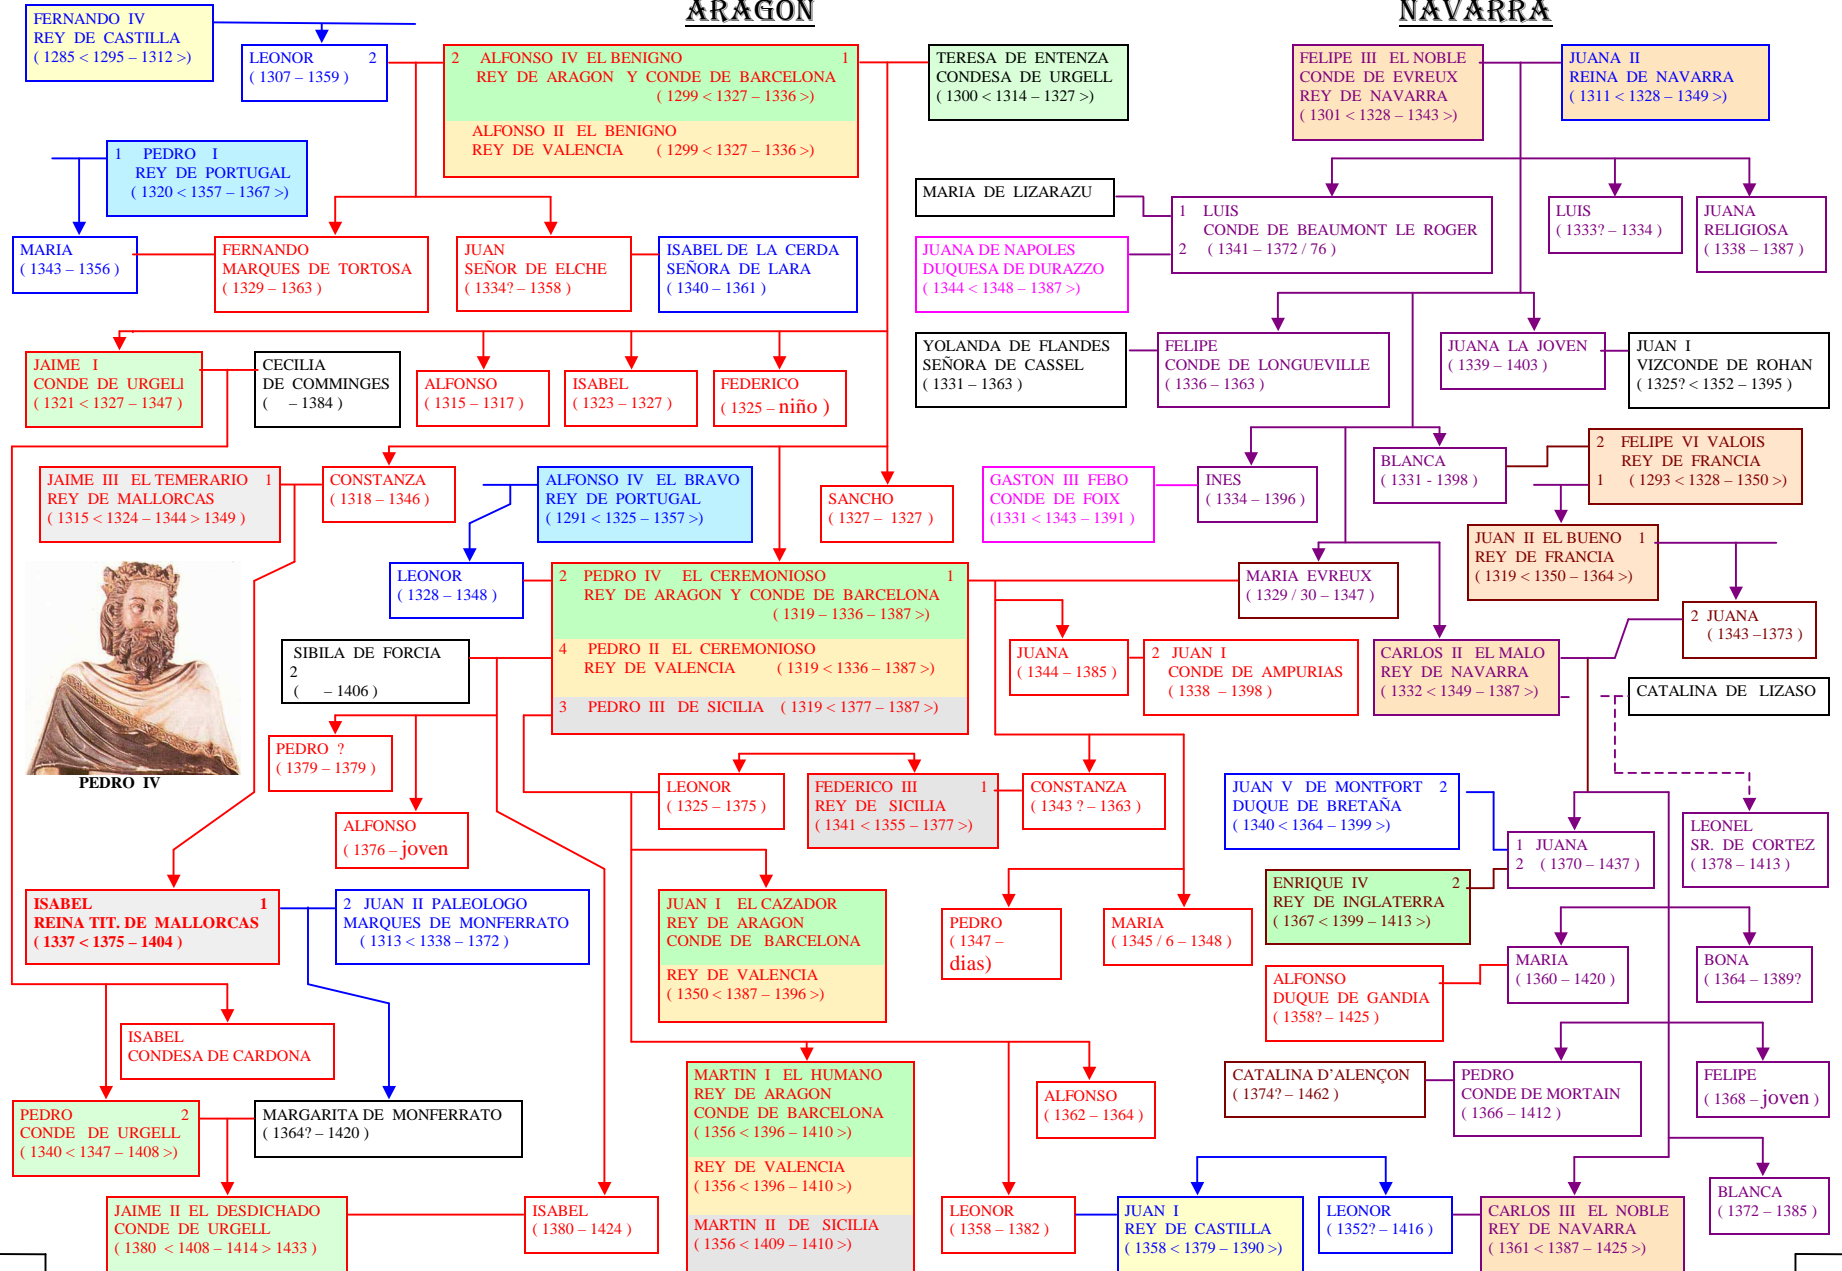 ARAGON
NAVARRA
FERNANDO IV
REY DE CASTILLA
( 1285 < 1295 – 1312 >)
LEONOR 2
( 1307 – 1359 )
2 ALFONSO IV EL BENIGNO 1
REY DE ARAGON Y CONDE DE BARCELONA
( 1299 < 1327 – 1336 >)
ALFONSO II EL BENIGNO
REY DE VALENCIA ( 1299 < 1327 – 1336 >)
TERESA DE ENTENZA
CONDESA DE URGELL
( 1300 < 1314 – 1327 >)
FELIPE III EL NOBLE
CONDE DE EVREUX
REY DE NAVARRA
( 1301 < 1328 – 1343 >)
JUANA II
REINA DE NAVARRA
( 1311 < 1328 – 1349 >)
1 PEDRO I
REY DE PORTUGAL
( 1320 < 1357 – 1367 >)
MARIA DE LIZARAZU
1 LUIS
CONDE DE BEAUMONT LE ROGER
2 ( 1341 – 1372 / 76 )
LUIS
(1333? – 1334 )
JUANA
RELIGIOSA
( 1338 – 1387 )
MARIA
( 1343 – 1356 )
FERNANDO
MARQUES DE TORTOSA
( 1329 – 1363 )
JUAN
SEÑOR DE ELCHE
( 1334? – 1358 )
ISABEL DE LA CERDA
SEÑORA DE LARA
( 1340 – 1361 )
JUANA DE NAPOLES
DUQUESA DE DURAZZO
( 1344 < 1348 – 1387 >)
JAIME I
CONDE DE URGELl
( 1321 < 1327 – 1347 )
CECILIA
DE COMMINGES
( – 1384 )
ALFONSO
( 1315 – 1317 )
ISABEL
( 1323 – 1327 )
FEDERICO
( 1325 – niño )
YOLANDA DE FLANDES
SEÑORA DE CASSEL
( 1331 – 1363 )
FELIPE
CONDE DE LONGUEVILLE
( 1336 – 1363 )
JUANA LA JOVEN
( 1339 – 1403 )
JUAN I
VIZCONDE DE ROHAN
( 1325? < 1352 – 1395 )
JAIME III EL TEMERARIO 1
REY DE MALLORCAS
( 1315 < 1324 – 1344 > 1349 )
CONSTANZA
( 1318 – 1346 )
ALFONSO IV EL BRAVO
REY DE PORTUGAL
( 1291 < 1325 – 1357 >)
SANCHO
( 1327 – 1327 )
GASTON III FEBO
CONDE DE FOIX
(1331 < 1343 – 1391 )
INES
( 1334 – 1396 )
BLANCA
(1331 - 1398 )
2 FELIPE VI VALOIS
REY DE FRANCIA
1 ( 1293 < 1328 – 1350 >)
JUAN II EL BUENO 1
REY DE FRANCIA
( 1319 < 1350 – 1364 >)
LEONOR
( 1328 – 1348 )
2 PEDRO IV EL CEREMONIOSO 1
REY DE ARAGON Y CONDE DE BARCELONA
( 1319 – 1336 – 1387 >)
4 PEDRO II EL CEREMONIOSO
REY DE VALENCIA ( 1319 < 1336 – 1387 >)
3 PEDRO III DE SICILIA ( 1319 < 1377 – 1387 >)
MARIA EVREUX
( 1329 / 30 – 1347 )
2 JUANA
( 1343 –1373 )
SIBILA DE FORCIA
2
( – 1406 )
JUANA
( 1344 – 1385 )
2 JUAN I
CONDE DE AMPURIAS
( 1338 – 1398 )
CARLOS II EL MALO
REY DE NAVARRA
( 1332 < 1349 – 1387 >)
CATALINA DE LIZASO
PEDRO IV
PEDRO ?
( 1379 – 1379 )
ALFONSO
( 1376 – joven
LEONOR
( 1325 – 1375 )
FEDERICO III 1
REY DE SICILIA
( 1341 < 1355 – 1377 >)
CONSTANZA
( 1343 ? – 1363 )
JUAN V DE MONTFORT 2
DUQUE DE BRETAÑA
( 1340 < 1364 – 1399 >)
1 JUANA
2 ( 1370 – 1437 )
LEONEL
SR. DE CORTEZ
( 1378 – 1413 )
ISABEL 1
REINA TIT. DE MALLORCAS
( 1337 < 1375 – 1404 )
2 JUAN II PALEOLOGO
MARQUES DE MONFERRATO
( 1313 < 1338 – 1372 )
JUAN I EL CAZADOR
REY DE ARAGON
CONDE DE BARCELONA
REY DE VALENCIA
( 1350 < 1387 – 1396 >)
PEDRO
( 1347 –
dias)
MARIA
( 1345 / 6 – 1348 )
ENRIQUE IV 2
REY DE INGLATERRA
( 1367 < 1399 – 1413 >)
ALFONSO
DUQUE DE GANDIA
( 1358? – 1425 )
MARIA
( 1360 – 1420 )
BONA
( 1364 – 1389?
ISABEL
CONDESA DE CARDONA
PEDRO 2
CONDE DE URGELL
( 1340 < 1347 – 1408 >)
MARGARITA DE MONFERRATO
( 1364? – 1420 )
MARTIN I EL HUMANO
REY DE ARAGON
CONDE DE BARCELONA
( 1356 < 1396 – 1410 >)
REY DE VALENCIA
( 1356 < 1396 – 1410 >)
MARTIN II DE SICILIA
( 1356 < 1409 – 1410 >)
ALFONSO
( 1362 – 1364 )
CATALINA D'ALENÇON
( 1374? – 1462 )
PEDRO
CONDE DE MORTAIN
( 1366 – 1412 )
FELIPE
( 1368 – joven )
JAIME II EL DESDICHADO
CONDE DE URGELL
( 1380 < 1408 – 1414 > 1433 )
ISABEL
( 1380 – 1424 )
LEONOR
( 1358 – 1382 )
JUAN I
REY DE CASTILLA
( 1358 < 1379 – 1390 >)
LEONOR
( 1352? – 1416 )
CARLOS III EL NOBLE
REY DE NAVARRA
( 1361 < 1387 – 1425 >)
BLANCA
( 1372 – 1385 )